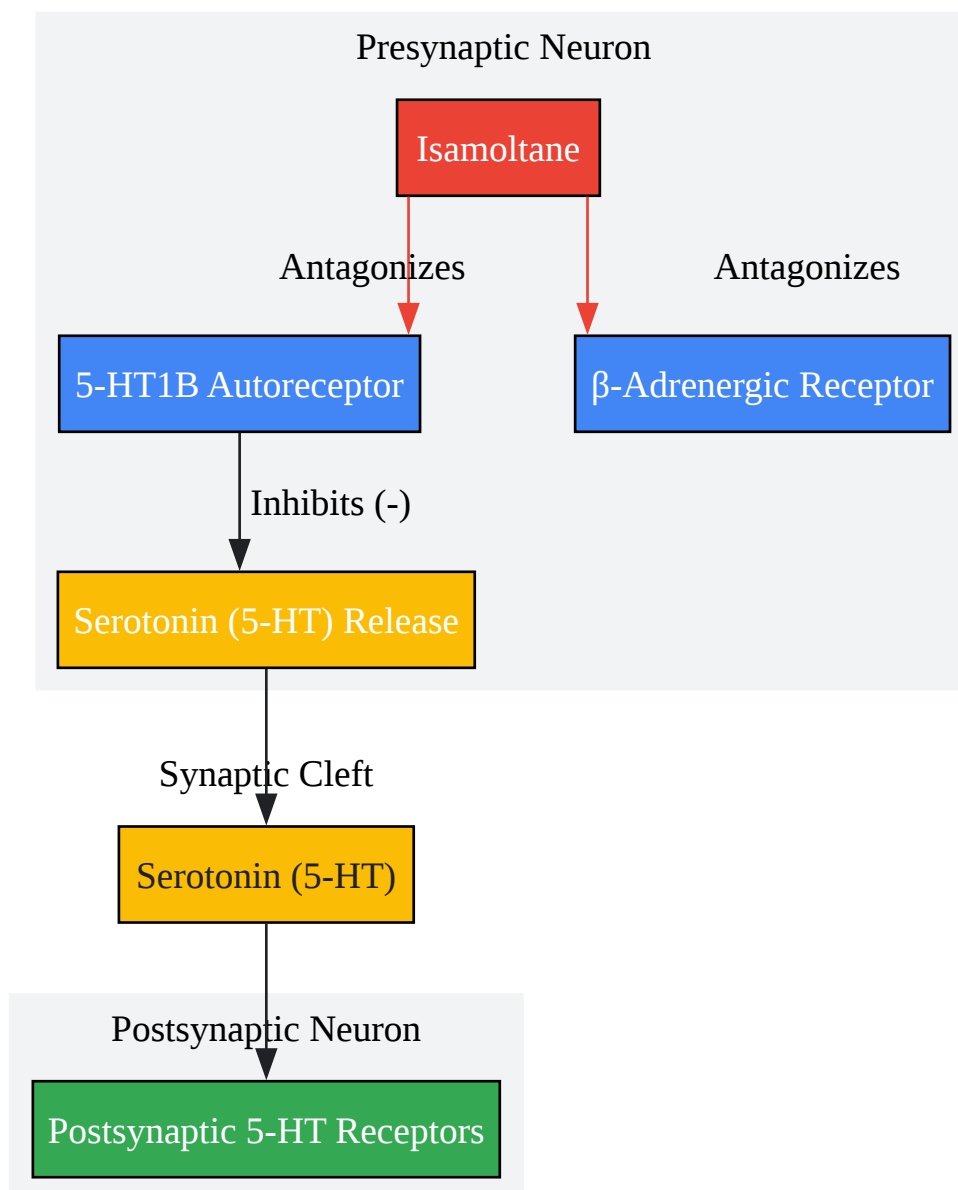 Presynaptic Neuron
Isamoltane
Antagonizes
Antagonizes
5-HT1B Autoreceptor
β-Adrenergic Receptor
Inhibits (-)
Serotonin (5-HT) Release
Synaptic Cleft
Serotonin (5-HT)
Postsynaptic Neuron
Postsynaptic 5-HT Receptors